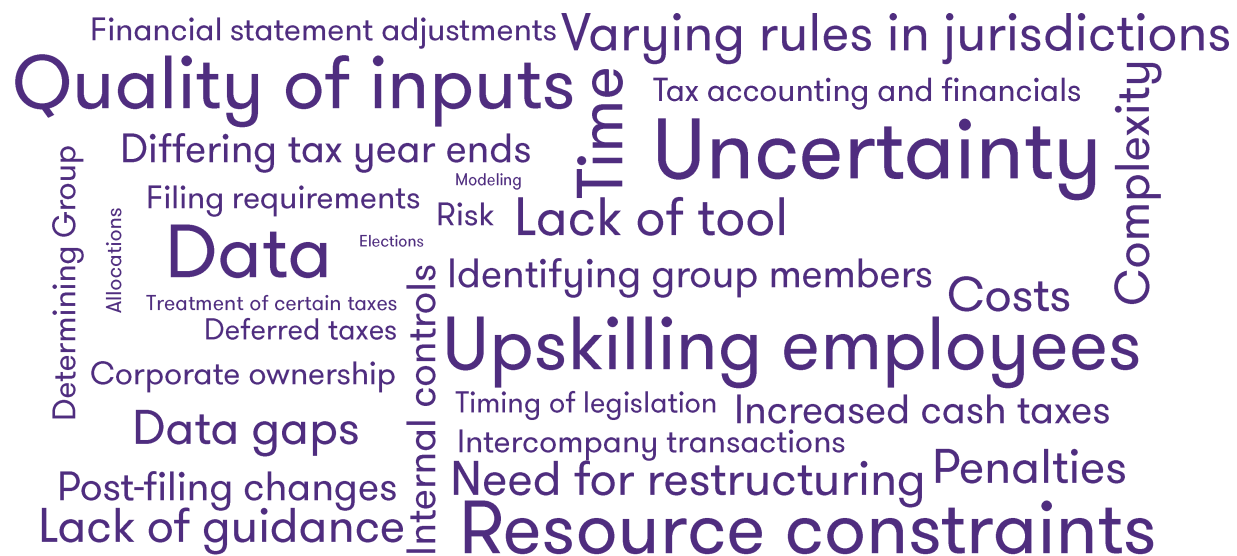 Financial statement adjustments
Varying rules in jurisdictions
Quality of inputs
Time
Tax accounting and financials
Complexity
Uncertainty
Differing tax year ends
Determining Group
Modeling
Filing requirements
Risk
Lack of tool
Allocations
Data
Elections
Identifying group members
Costs
Treatment of certain taxes
Internal controls
Deferred taxes
Upskilling employees
Corporate ownership
Timing of legislation
Increased cash taxes
Data gaps
Intercompany transactions
Penalties
Post-filing changes
Need for restructuring
Lack of guidance
Resource constraints